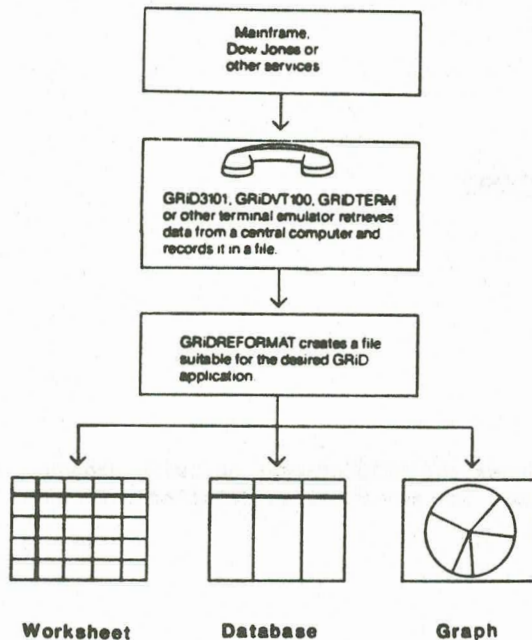 Mainframe,
Dow Jones or
other services
GRiD3101, GRiDVT100, GRiDTERM
or other terminal emulator retrieves
data from a central computer and
records it in a file.
GRiDREFORMAT creates a file
suitable for the desired GRiD
application
Worksheet Database Graph